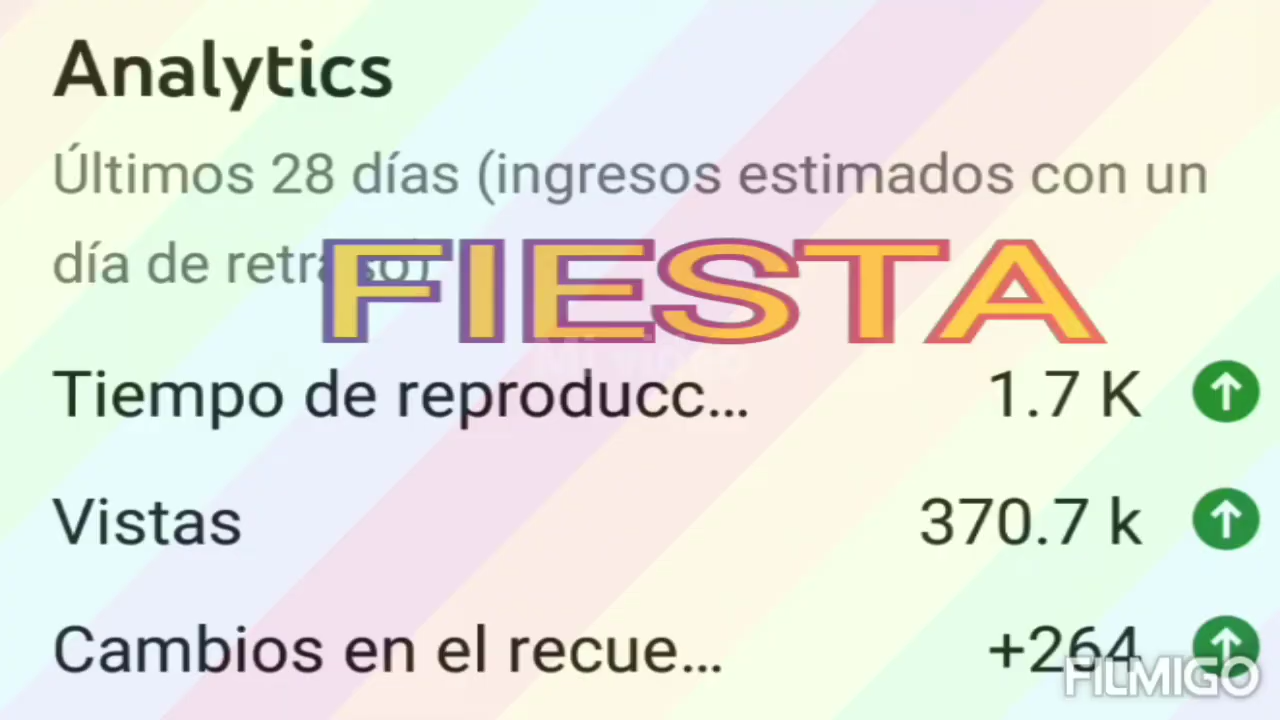 Analytics
Últimos 28 días (ingresos estimados con un
día de retraso)
FIESTA
Tiempo de reproducc... 1.7 K
Vistas 370.7 k
Cambios en el recue... +264
FILMIGO